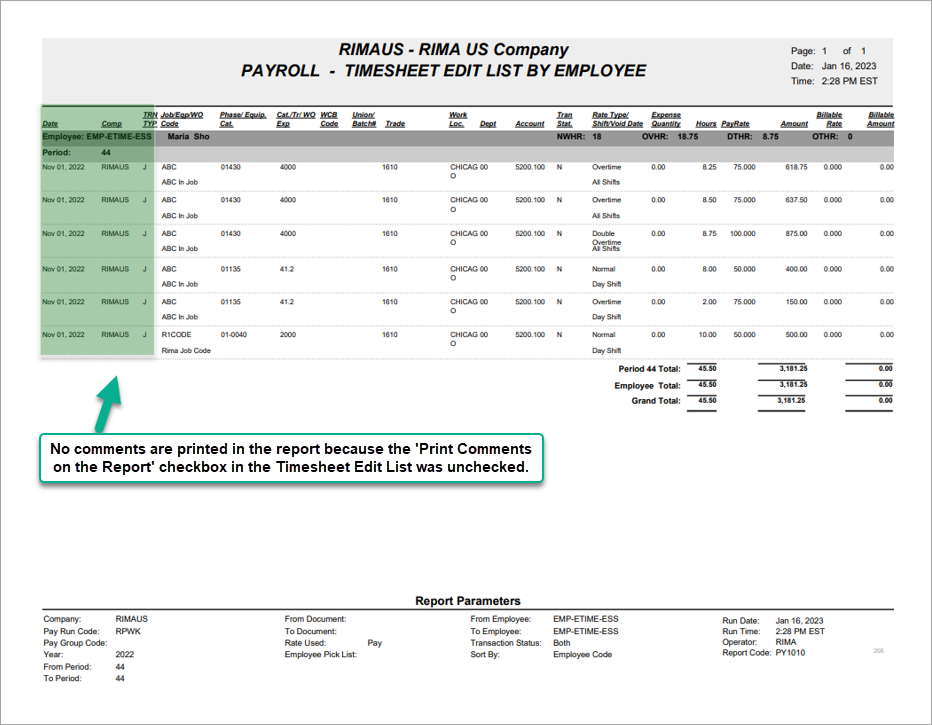 RIMAUS - RIMA US Company
PAYROLL - TIMESHEET EDIT LIST BY EMPLOYEE
Page: 1 of 1
Date: Jan 16, 2023
Time: 2:28 PM EST
TRN Job/Eqp/WO Phase/ Equip. Cat./Tr/ WO WCB Union/ Work Tran Rate Type/ Expense Billable Billable
Date Comp TYP Code Cat. Exp Code Batch# Trade Loc. Dept Account Stat. Shift/Void Date Quantity Hours PayRate Amount Rate Amount
Employee: EMP-ETIME-ESS Maria Sho NWHR: 18 OVHR: 18.75 DTHR: 8.75 OTHR: 0
Period: 44
Nov 01, 2022 RIMAUS J ABC 01430 4000 1610 CHICAG 00 5200.100 N Overtime 0.00 8.25 75.000 618.75 0.000 0.00
O
ABC In Job All Shifts
Nov 01, 2022 RIMAUS J ABC 01430 4000 1610 CHICAG 00 5200.100 N Overtime 0.00 8.50 75.000 637.50 0.000 0.00
O
ABC In Job All Shifts
Nov 01, 2022 RIMAUS J ABC 01430 4000 1610 CHICAG 00 5200.100 N Double 0.00 8.75 100.000 875.00 0.000 0.00
O Overtime
ABC In Job All Shifts
Nov 01, 2022 RIMAUS J ABC 01135 41.2 1610 CHICAG 00 5200.100 N Normal 0.00 8.00 50.000 400.00 0.000 0.00
O
ABC In Job Day Shift
Nov 01, 2022 RIMAUS J ABC 01135 41.2 1610 CHICAG 00 5200.100 N Overtime 0.00 2.00 75.000 150.00 0.000 0.00
O
ABC In Job Day Shift
Nov 01, 2022 RIMAUS J R1CODE 01-0040 2000 1610 CHICAG 00 5200.100 N Normal 0.00 10.00 50.000 500.00 0.000 0.00
O
Rima Job Code Day Shift
Period 44 Total: 45.50 3,181.25 0.00
Employee Total: 45.50 3,181.25 0.00
Grand Total: 45.50 3,181.25 0.00
No comments are printed in the report because the 'Print Comments
on the Report' checkbox in the Timesheet Edit List was unchecked.
Report Parameters
Company: RIMAUS From Document: From Employee: EMP-ETIME-ESS Run Date: Jan 16, 2023
Pay Run Code: RPWK To Document: To Employee: EMP-ETIME-ESS Run Time: 2:28 PM EST
Pay Group Code: Rate Used: Pay Transaction Status: Both Operator: RIMA
Year: 2022 Employee Pick List: Sort By: Employee Code Report Code: PY1010
From Period: 44
To Period: 44